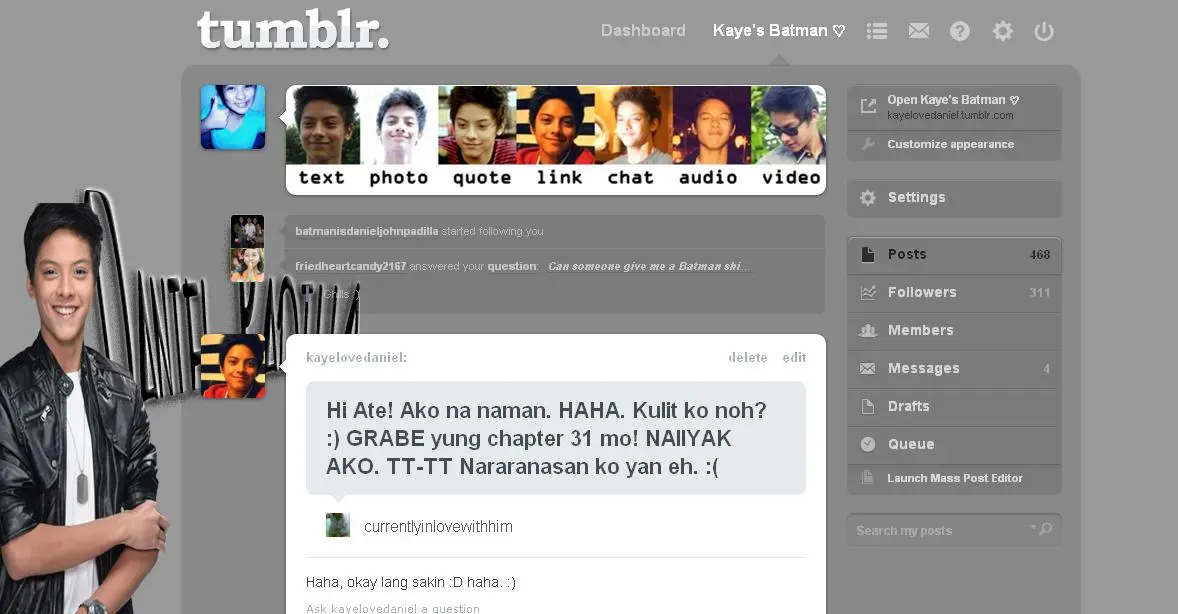 tumblr.
Dashboard
Kaye's Batman ♡
text photo quote link chat audio video
batmanisdanieljohnpadilla started following you
friedheartcandy2167 answered your question: Can someone give me a Batman shi...
kayelovedaniel:
delete edit
Hi Ate! Ako na naman. HAHA. Kulit ko noh?
:) GRABE yung chapter 31 mo! NAIIYAK
AKO. TT-TT Nararanasan ko yan eh. :(
currentlyinlovewithhim
Haha, okay lang sakin :D haha. :)
Ask kayelovedaniel a question
Open Kaye's Batman ♡
kayelovedaniel.tumblr.com
Customize appearance
Settings
Posts 468
Followers 311
Members
Messages 4
Drafts
Queue
Launch Mass Post Editor
Search my posts